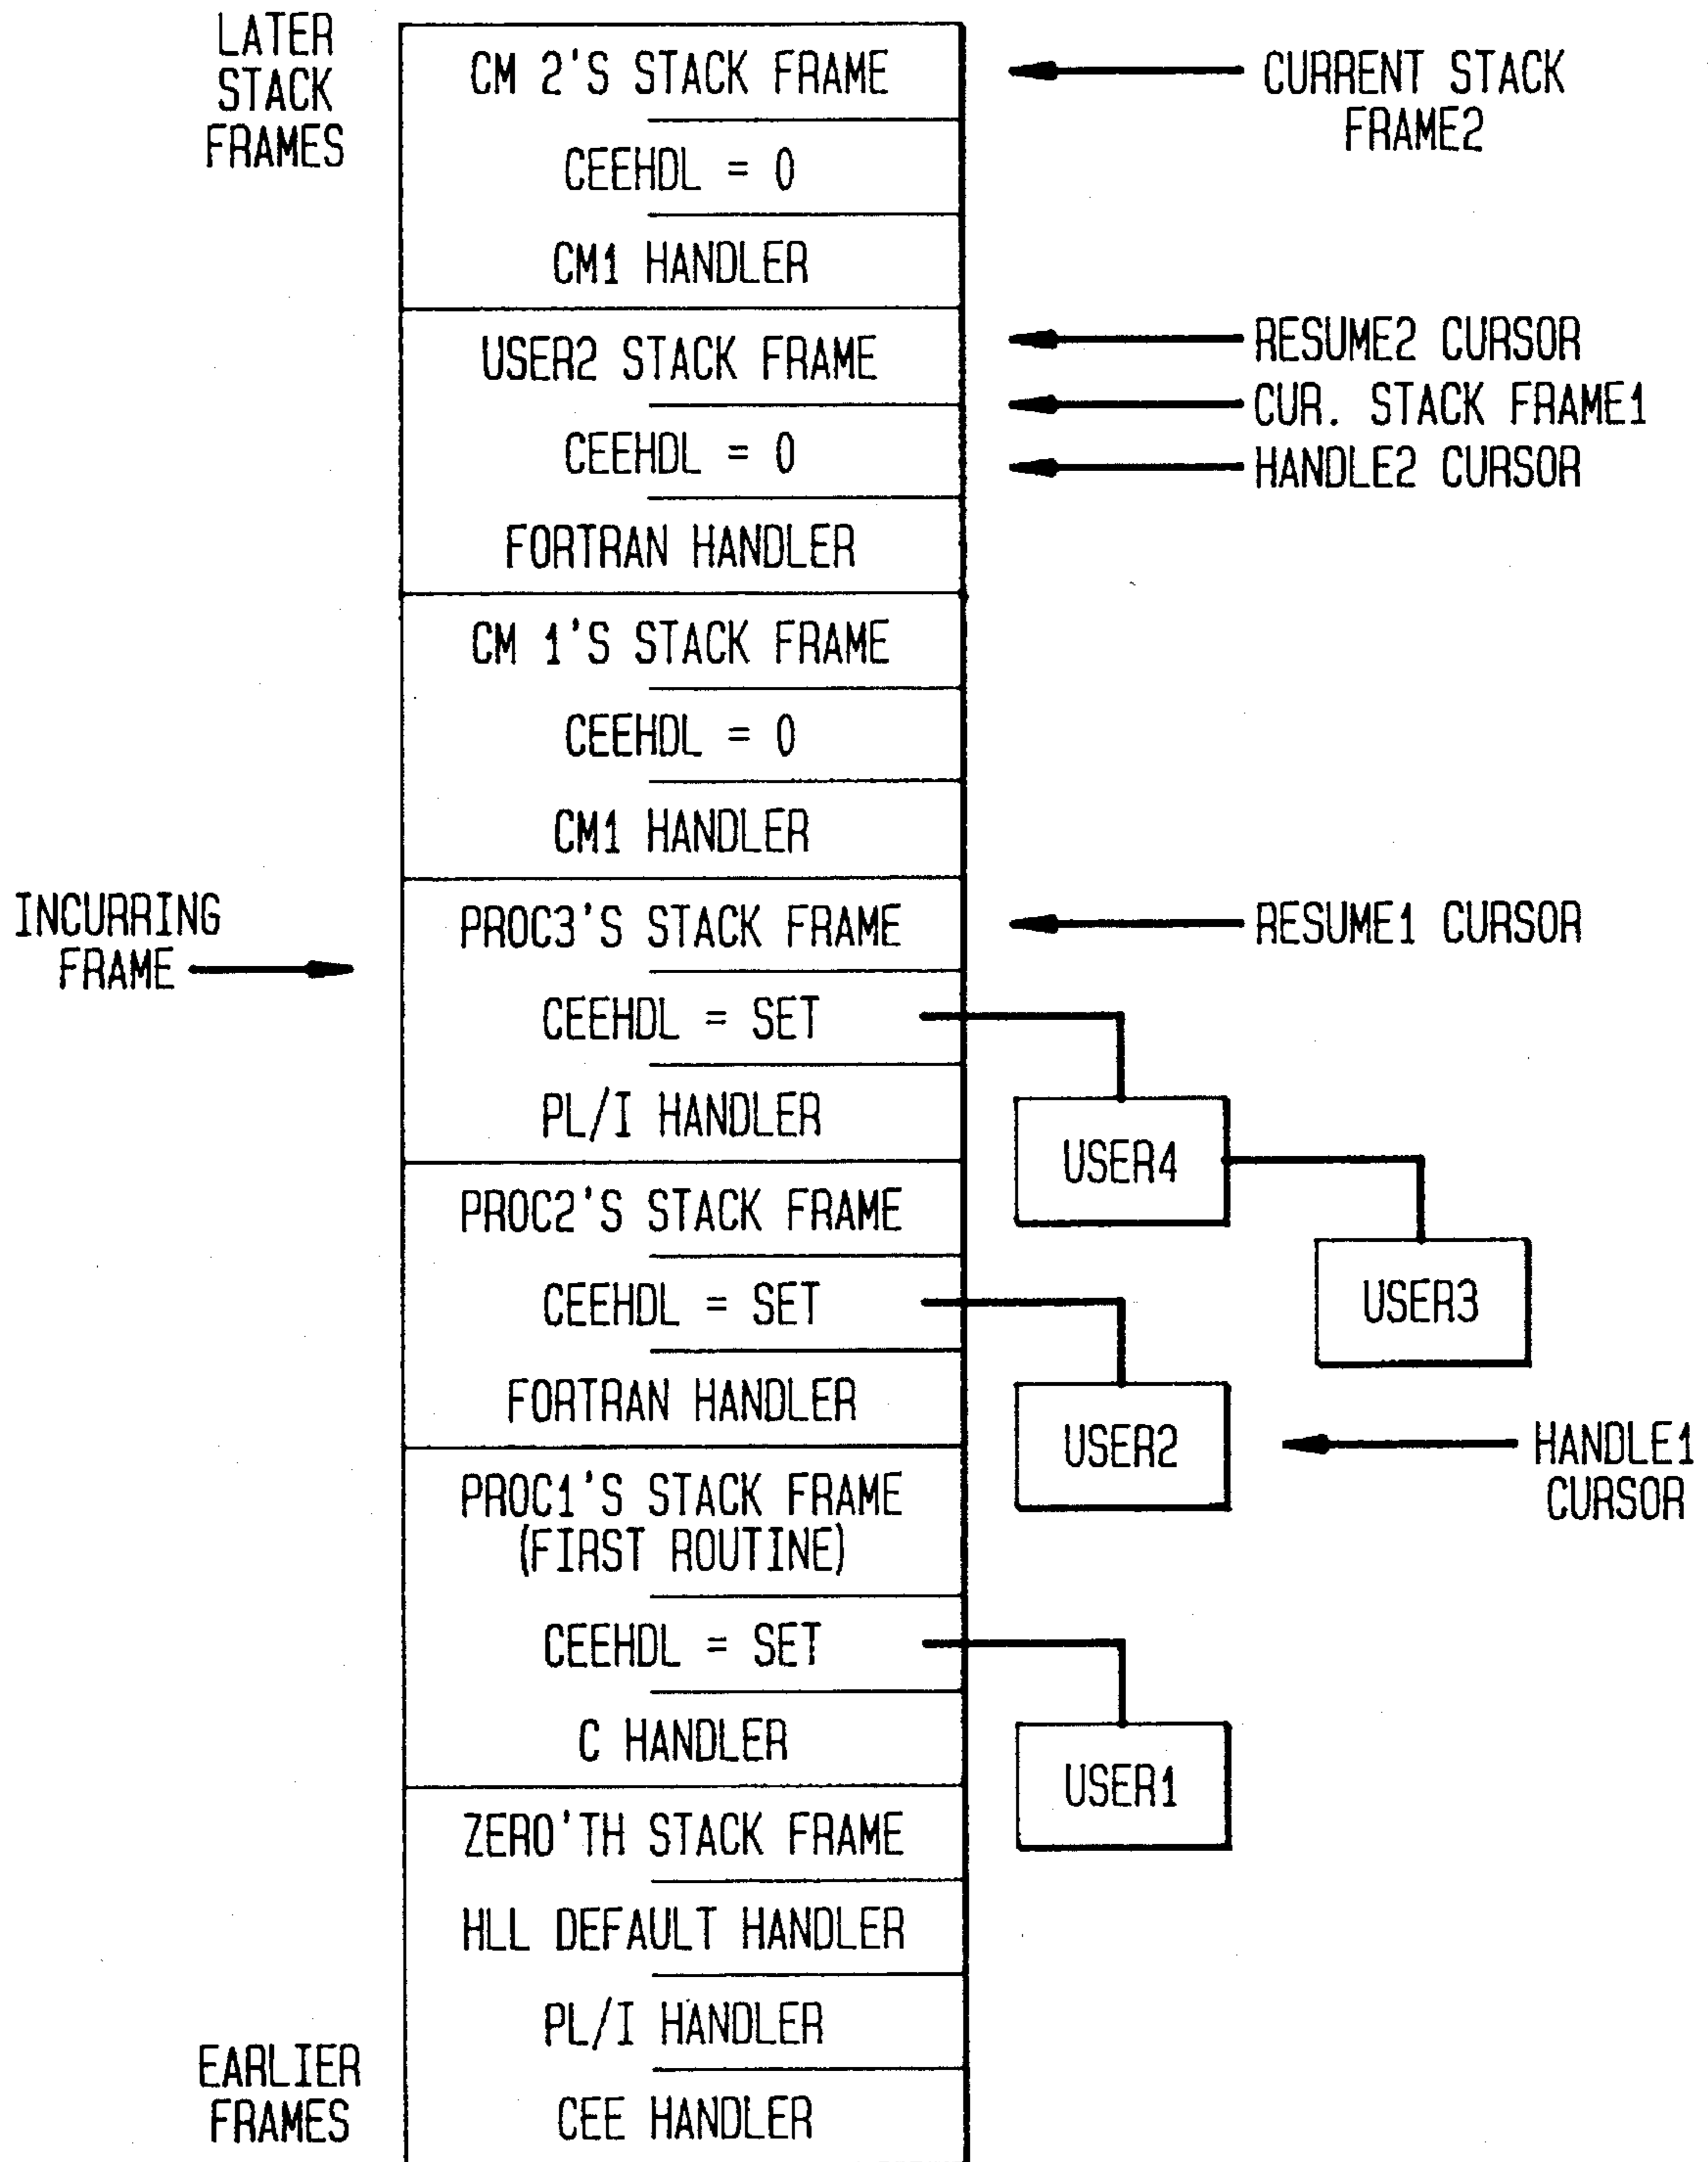 LATER
STACK
FRAMES
CM 2'S STACK FRAME
CURRENT STACK
FRAME2
CEEHDL = 0
CM1 HANDLER
USER2 STACK FRAME
RESUME2 CURSOR
CUR. STACK FRAME1
CEEHDL = 0
HANDLE2 CURSOR
FORTRAN HANDLER
CM 1'S STACK FRAME
CEEHDL = 0
CM1 HANDLER
INCURRING
FRAME
PROC3'S STACK FRAME
RESUME1 CURSOR
CEEHDL = SET
PL/I HANDLER
USER4
PROC2'S STACK FRAME
CEEHDL = SET
USER3
FORTRAN HANDLER
USER2
HANDLE1
CURSOR
PROC1'S STACK FRAME
(FIRST ROUTINE)
CEEHDL = SET
C HANDLER
USER1
ZERO'TH STACK FRAME
HLL DEFAULT HANDLER
PL/I HANDLER
EARLIER
FRAMES
CEE HANDLER